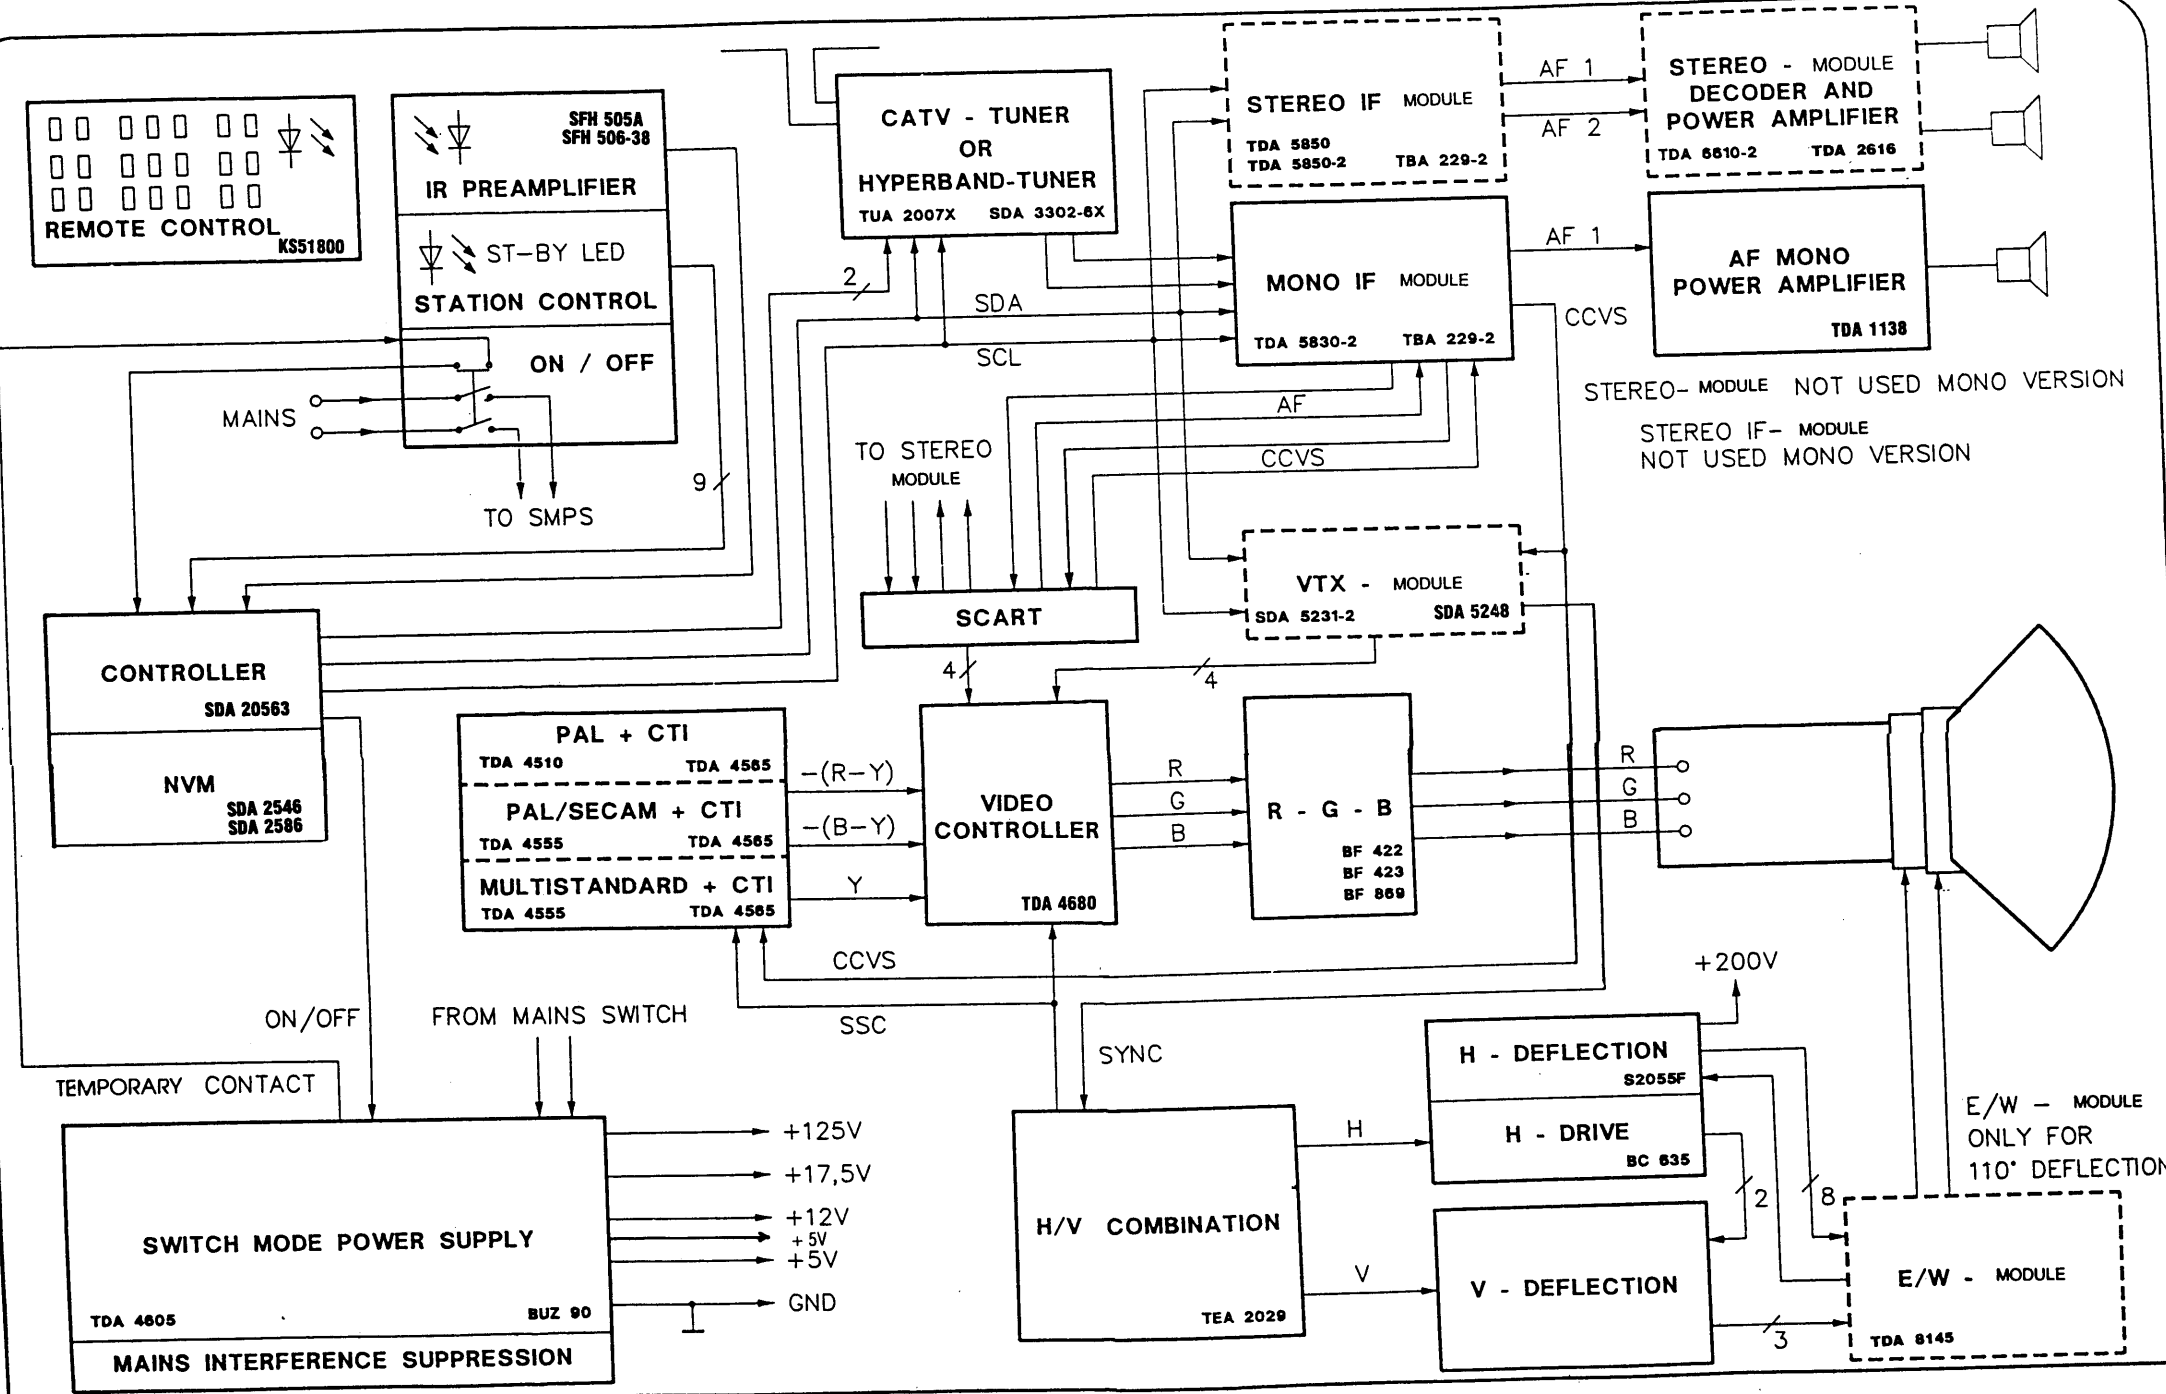 REMOTE CONTROL
KS51800
SFH 505A
SFH 506-38
IR PREAMPLIFIER
ST-BY LED
STATION CONTROL
ON / OFF
MAINS
TO SMPS
9
CATV - TUNER
OR
HYPERBAND-TUNER
TUA 2007X SDA 3302-6X
2
SDA
SCL
STEREO IF MODULE
TDA 5850
TDA 5850-2 TBA 229-2
AF 1
AF 2
STEREO - MODULE
DECODER AND
POWER AMPLIFIER
TDA 6610-2 TDA 2616
MONO IF MODULE
TDA 5830-2 TBA 229-2
AF 1
CCVS
AF MONO
POWER AMPLIFIER
TDA 1138
STEREO- MODULE NOT USED MONO VERSION
STEREO IF- MODULE
NOT USED MONO VERSION
AF
CCVS
TO STEREO
MODULE
SCART
4
VTX - MODULE
SDA 5231-2 SDA 5248
4
CONTROLLER
SDA 20563
NVM
SDA 2546
SDA 2586
PAL + CTI
TDA 4510 TDA 4565
PAL/SECAM + CTI
TDA 4555 TDA 4565
MULTISTANDARD + CTI
TDA 4555 TDA 4565
-(R-Y)
-(B-Y)
Y
VIDEO
CONTROLLER
TDA 4680
R
G
B
R - G - B
BF 422
BF 423
BF 869
R
G
B
CCVS
SSC
SYNC
+200V
ON/OFF
FROM MAINS SWITCH
TEMPORARY CONTACT
SWITCH MODE POWER SUPPLY
TDA 4605 BUZ 90
MAINS INTERFERENCE SUPPRESSION
+125V
+17,5V
+12V
+5V
+5V
GND
H/V COMBINATION
TEA 2029
H
V
H - DEFLECTION
S2055F
H - DRIVE
BC 635
2
8
V - DEFLECTION
3
E/W - MODULE
ONLY FOR
110° DEFLECTION
E/W - MODULE
TDA 8145